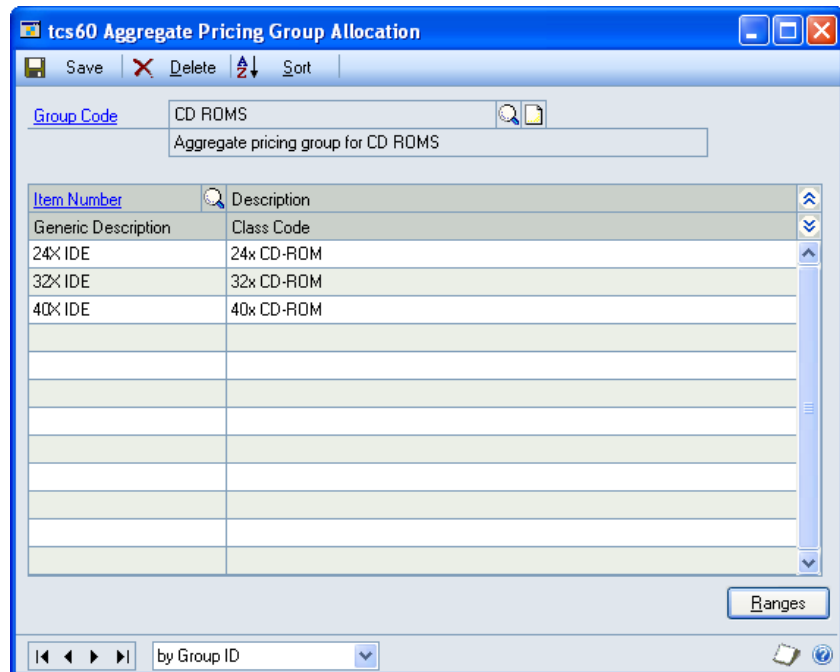 tcs60 Aggregate Pricing Group Allocation
Save Delete Sort
Group Code CD ROMS
Aggregate pricing group for CD ROMS
Item Number Description
Generic Description Class Code
24X IDE 24x CD-ROM
32X IDE 32x CD-ROM
40X IDE 40x CD-ROM
Ranges
by Group ID